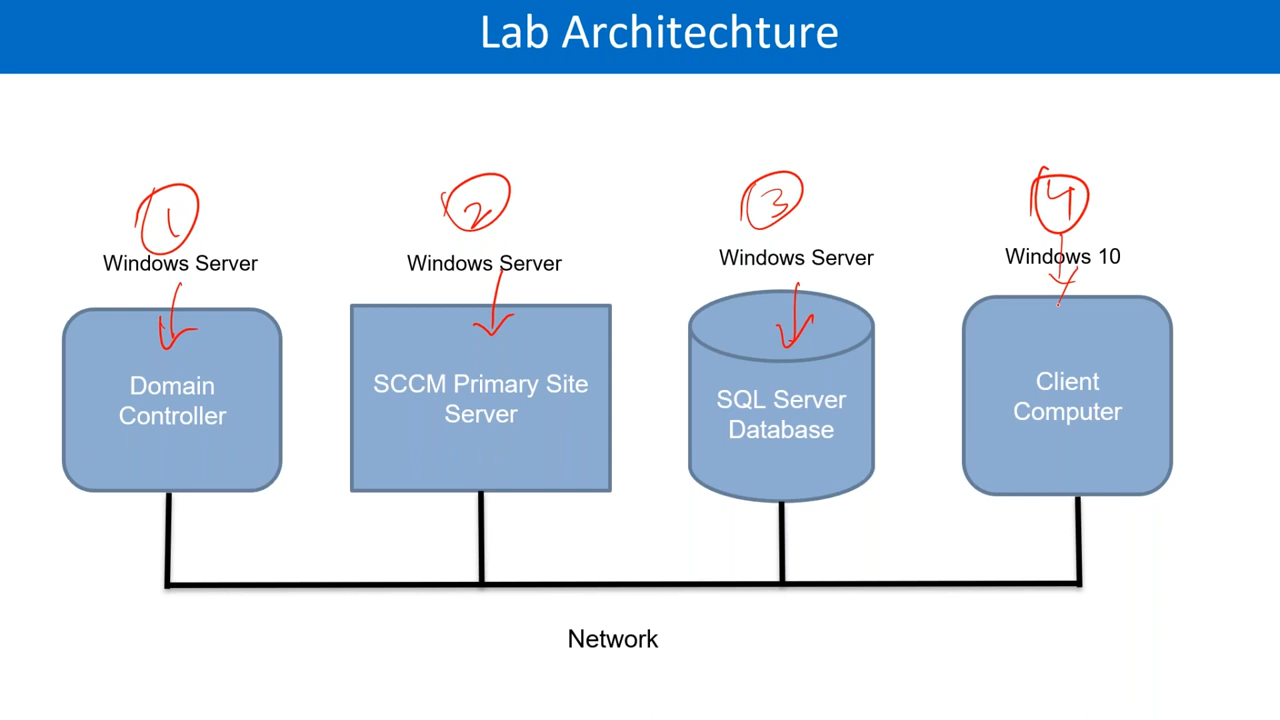 Lab Architechture
1
2
3
4
Windows Server
Windows Server
Windows Server
Windows 10
Domain
Controller
SCCM Primary Site
Server
SQL Server
Database
Client
Computer
Network